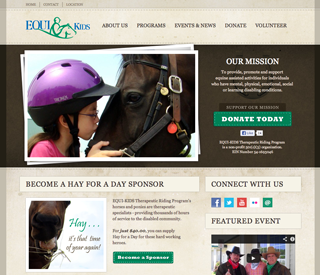 HOME | CONTACT | LOCATION
EQUI&KIDS
ABOUT US PROGRAMS EVENTS & NEWS DONATE VOLUNTEER
OUR MISSION
To provide, promote and support
equine assisted activities for individuals
who have mental, physical, emotional, social
or learning disabling conditions.
SUPPORT OUR MISSION
DONATE TODAY
Like
EQUI-KIDS Therapeutic Riding Program
is a non-profit 501(c)(3) organization.
BECOME A HAY FOR A DAY SPONSOR
Hay . . .
it's that time
of year again!
EQUI-KIDS Therapeutic Riding Program's
horses and ponies are therapeutic
specialists - providing thousands of hours
of service to the disabled community.
For just $40.00, you can supply
Hay for a Day for these hard working
horses.
Become a Sponsor
CONNECT WITH US
FEATURED EVENT